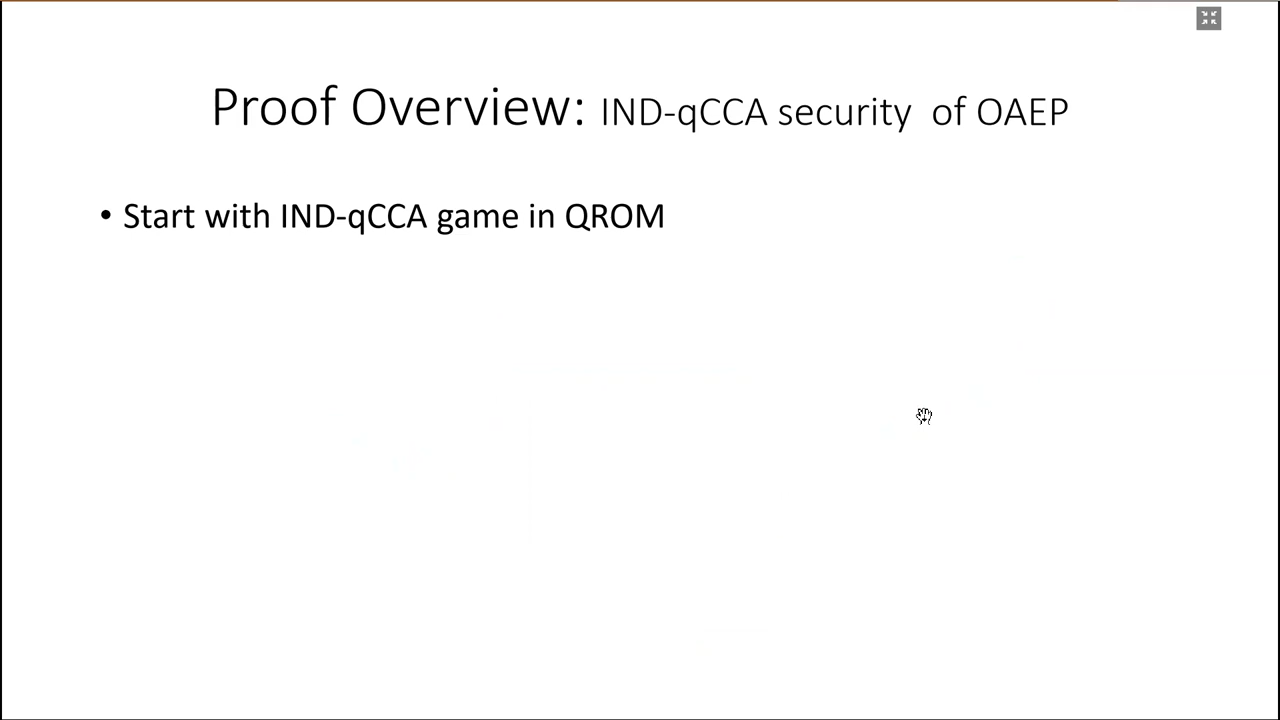 Proof Overview: IND-qCCA security of OAEP
• Start with IND-qCCA game in QROM